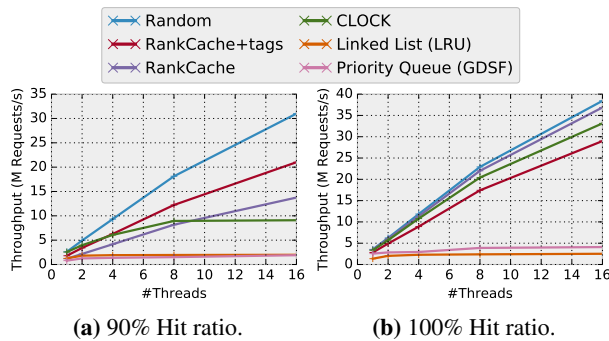 Random
RankCache+tags
RankCache
CLOCK
Linked List (LRU)
Priority Queue (GDSF)
Throughput (M Requests/s)
35
30
25
20
15
10
5
0
0 2 4 6 8 10 12 14 16
#Threads
(a) 90% Hit ratio.
Throughput (M Requests/s)
40
35
30
25
20
15
10
5
0
0 2 4 6 8 10 12 14 16
#Threads
(b) 100% Hit ratio.